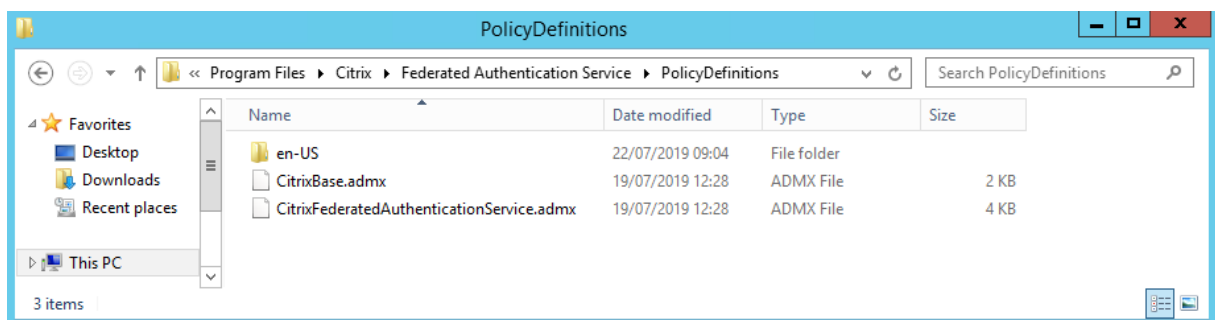 PolicyDefinitions
« Program Files Citrix Federated Authentication Service PolicyDefinitions Search PolicyDefinitions
Favorites
Desktop
Downloads
Recent places
This PC
Name Date modified Type Size
en-US 22/07/2019 09:04 File folder
CitrixBase.admx 19/07/2019 12:28 ADMX File 2 KB
CitrixFederatedAuthenticationService.admx 19/07/2019 12:28 ADMX File 4 KB
3 items